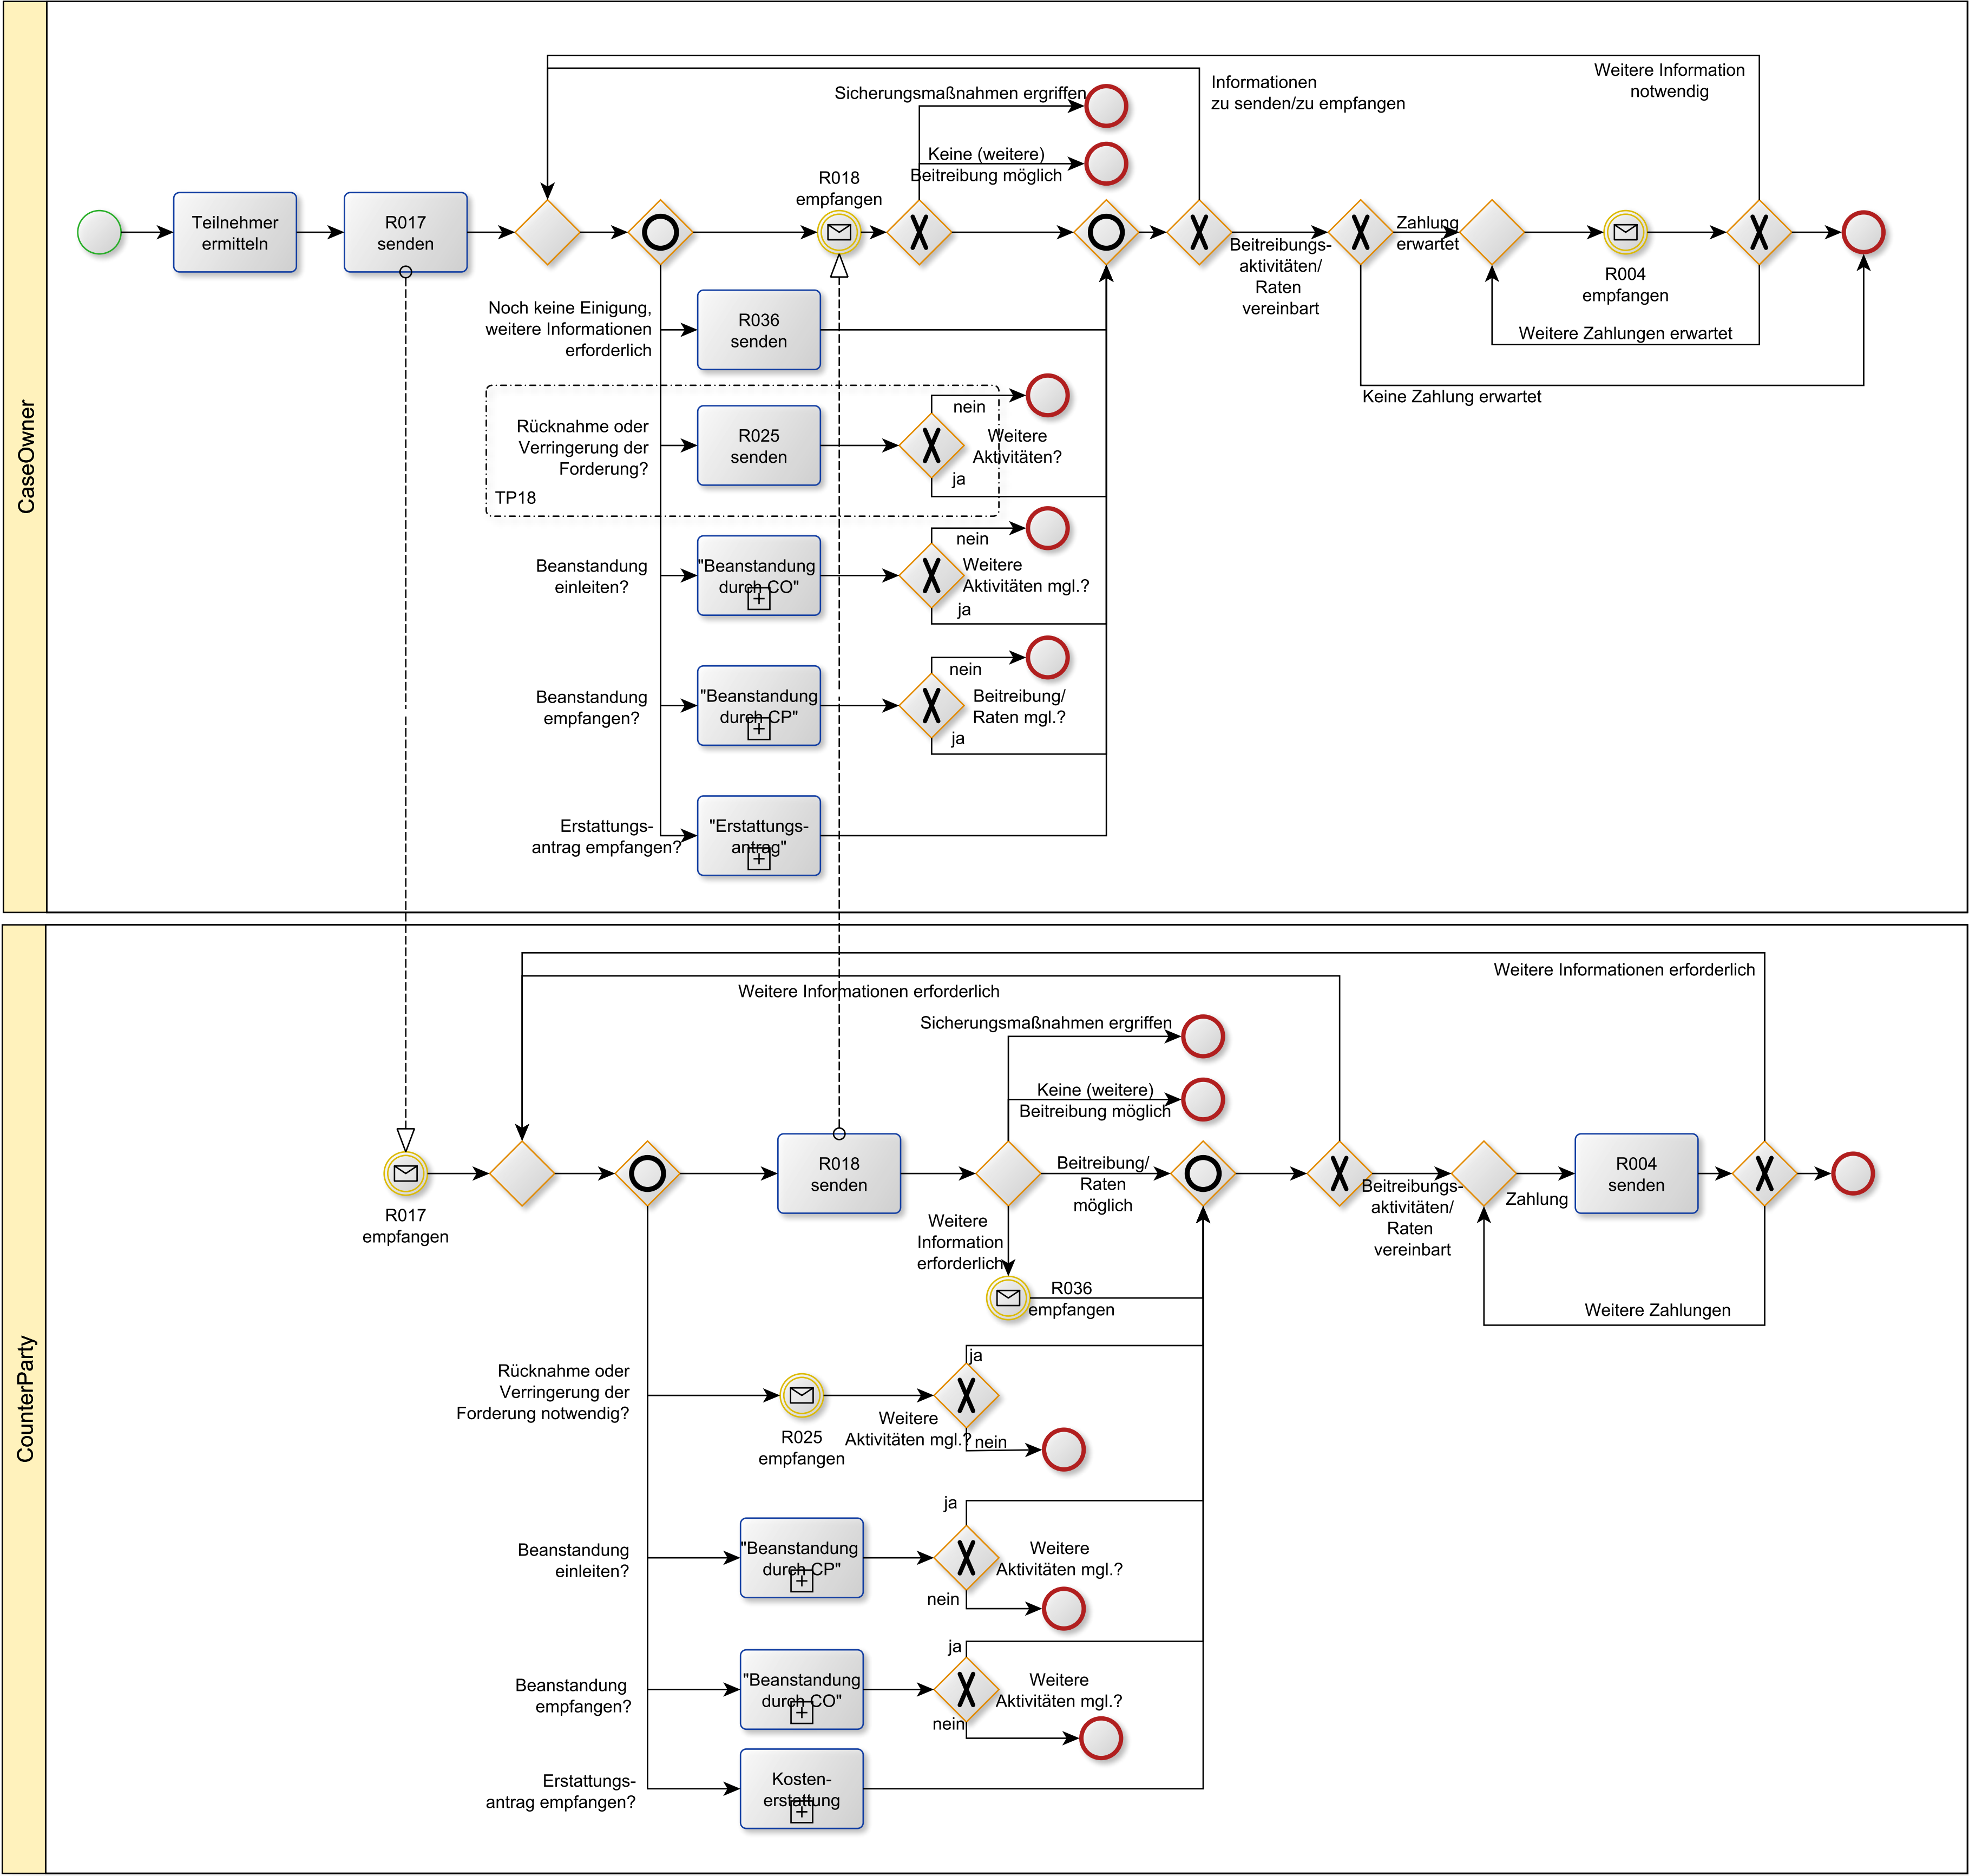 CaseOwner
Weitere Information
notwendig
Informationen
zu senden/zu empfangen
Sicherungsmaßnahmen ergriffen
Keine (weitere)
Beitreibung möglich
R018
empfangen
Teilnehmer
ermitteln
R017
senden
Zahlung
erwartet
Beitreibungs-
aktivitäten/
Raten
vereinbart
R004
empfangen
Weitere Zahlungen erwartet
Keine Zahlung erwartet
Noch keine Einigung,
weitere Informationen
erforderlich
R036
senden
Rücknahme oder
Verringerung der
Forderung?
TP18
R025
senden
nein
Weitere
Aktivitäten?
ja
Beanstandung
einleiten?
"Beanstandung
durch CO"
nein
Weitere
Aktivitäten mgl.?
ja
Beanstandung
empfangen?
"Beanstandung
durch CP"
nein
Beitreibung/
Raten mgl.?
ja
Erstattungs-
antrag empfangen?
"Erstattungs-
antrag"
CounterParty
Weitere Informationen erforderlich
Weitere Informationen erforderlich
Sicherungsmaßnahmen ergriffen
Keine (weitere)
Beitreibung möglich
R017
empfangen
R018
senden
Beitreibung/
Raten
möglich
Weitere
Information
erforderlich
R036
empfangen
Beitreibungs-
aktivitäten/
Raten
vereinbart
Zahlung
R004
senden
Weitere Zahlungen
Rücknahme oder
Verringerung der
Forderung notwendig?
R025
empfangen
ja
Weitere
Aktivitäten mgl.?
nein
Beanstandung
einleiten?
"Beanstandung
durch CP"
ja
Weitere
Aktivitäten mgl.?
nein
Beanstandung
empfangen?
"Beanstandung
durch CO"
ja
Weitere
Aktivitäten mgl.?
nein
Erstattungs-
antrag empfangen?
Kosten-
erstattung